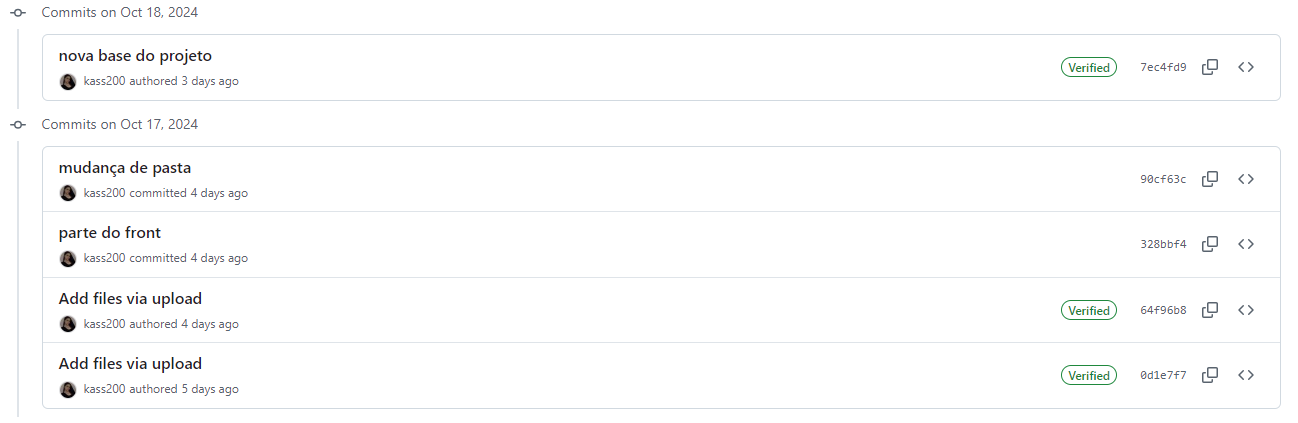 Commits on Oct 18, 2024
nova base do projeto
kass200 authored 3 days ago
Verified
7ec4fd9
Commits on Oct 17, 2024
mudança de pasta
kass200 committed 4 days ago
90cf63c
parte do front
kass200 committed 4 days ago
328bbf4
Add files via upload
kass200 authored 4 days ago
Verified
64f96b8
Add files via upload
kass200 authored 5 days ago
Verified
0d1e7f7